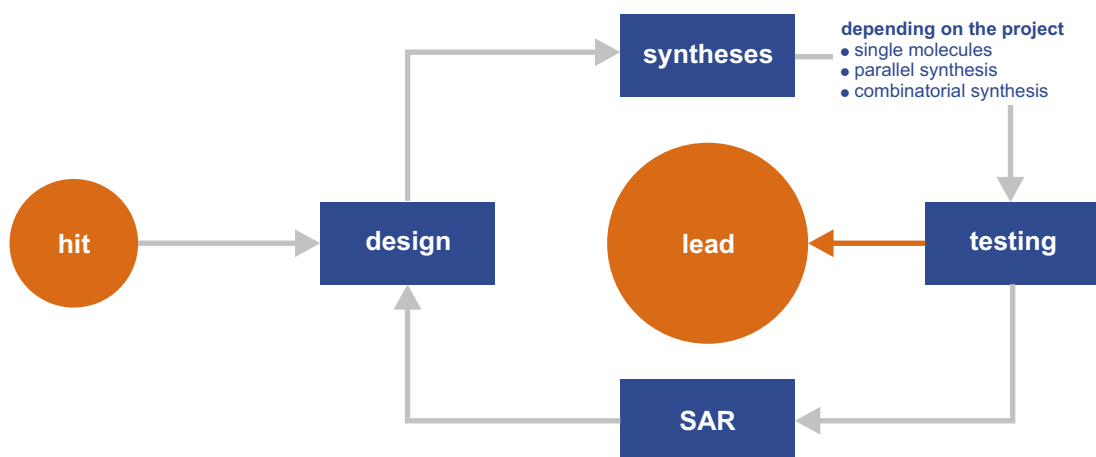 depending on the project
• single molecules
• parallel synthesis
• combinatorial synthesis
syntheses
hit
design
lead
testing
SAR